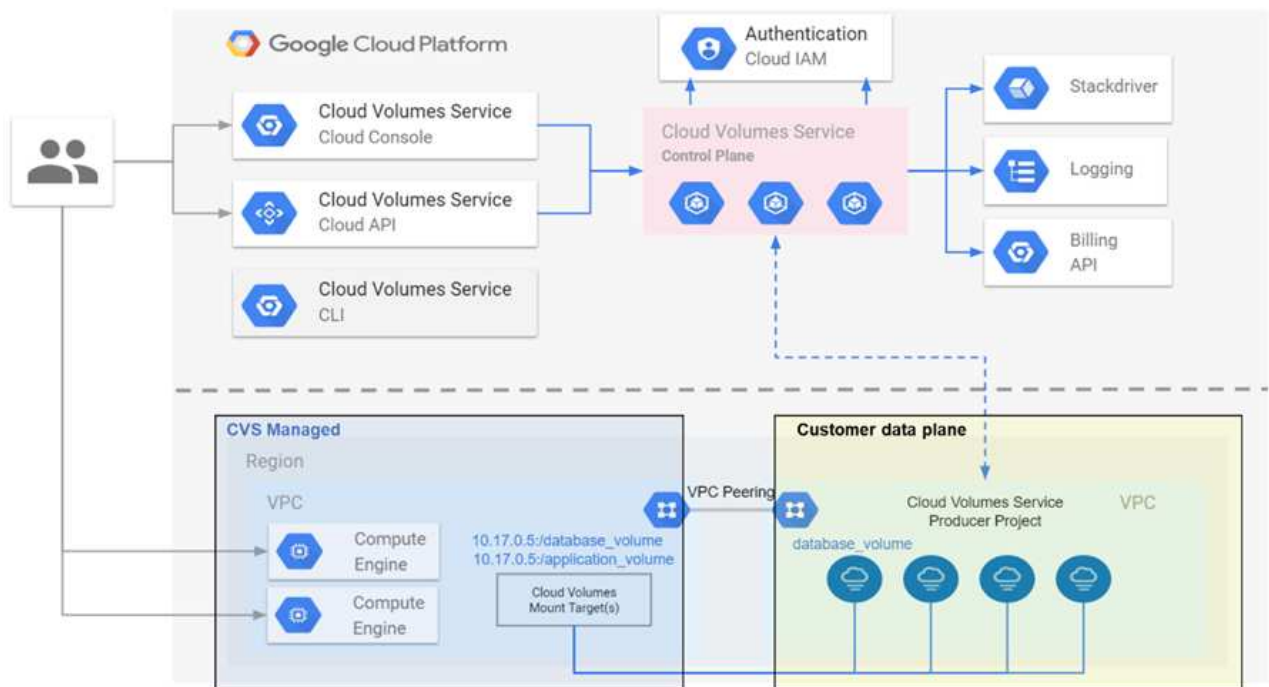 Google Cloud Platform
Authentication
Cloud IAM
Cloud Volumes Service
Cloud Console
Cloud Volumes Service
Cloud API
Cloud Volumes Service
CLI
Cloud Volumes Service
Control Plane
Stackdriver
Logging
Billing
API
CVS Managed
Region
VPC
Compute
Engine
Compute
Engine
10.17.0.5:/database_volume
10.17.0.5:/application_volume
Cloud Volumes
Mount Target(s)
VPC Peering
Customer data plane
Cloud Volumes Service
Producer Project
VPC
database_volume